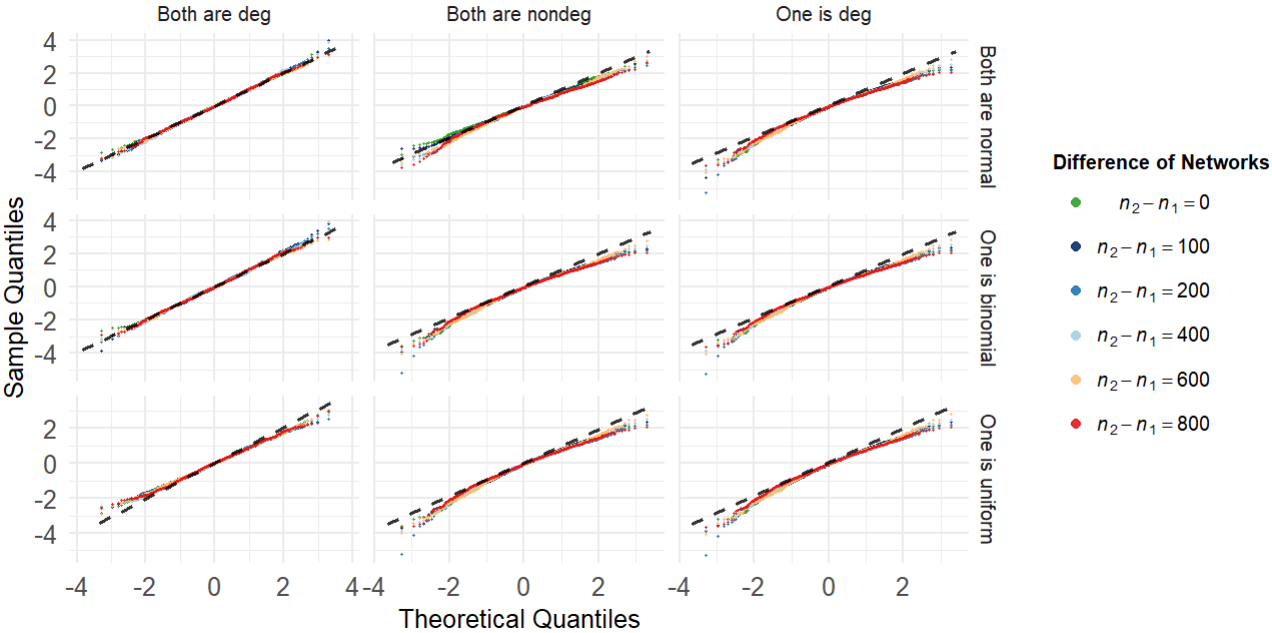 Both are deg
Both are nondeg
One is deg
4
2
0
-2
-4
Both are normal
4
2
0
-2
-4
One is binomial
2
0
-2
-4
One is uniform
Sample Quantiles
-4 -2 0 2 4
-4 -2 0 2
-4 -2 0 2
Theoretical Quantiles
Difference of Networks
n₂ − n₁ = 0
n₂ − n₁ = 100
n₂ − n₁ = 200
n₂ − n₁ = 400
n₂ − n₁ = 600
n₂ − n₁ = 800